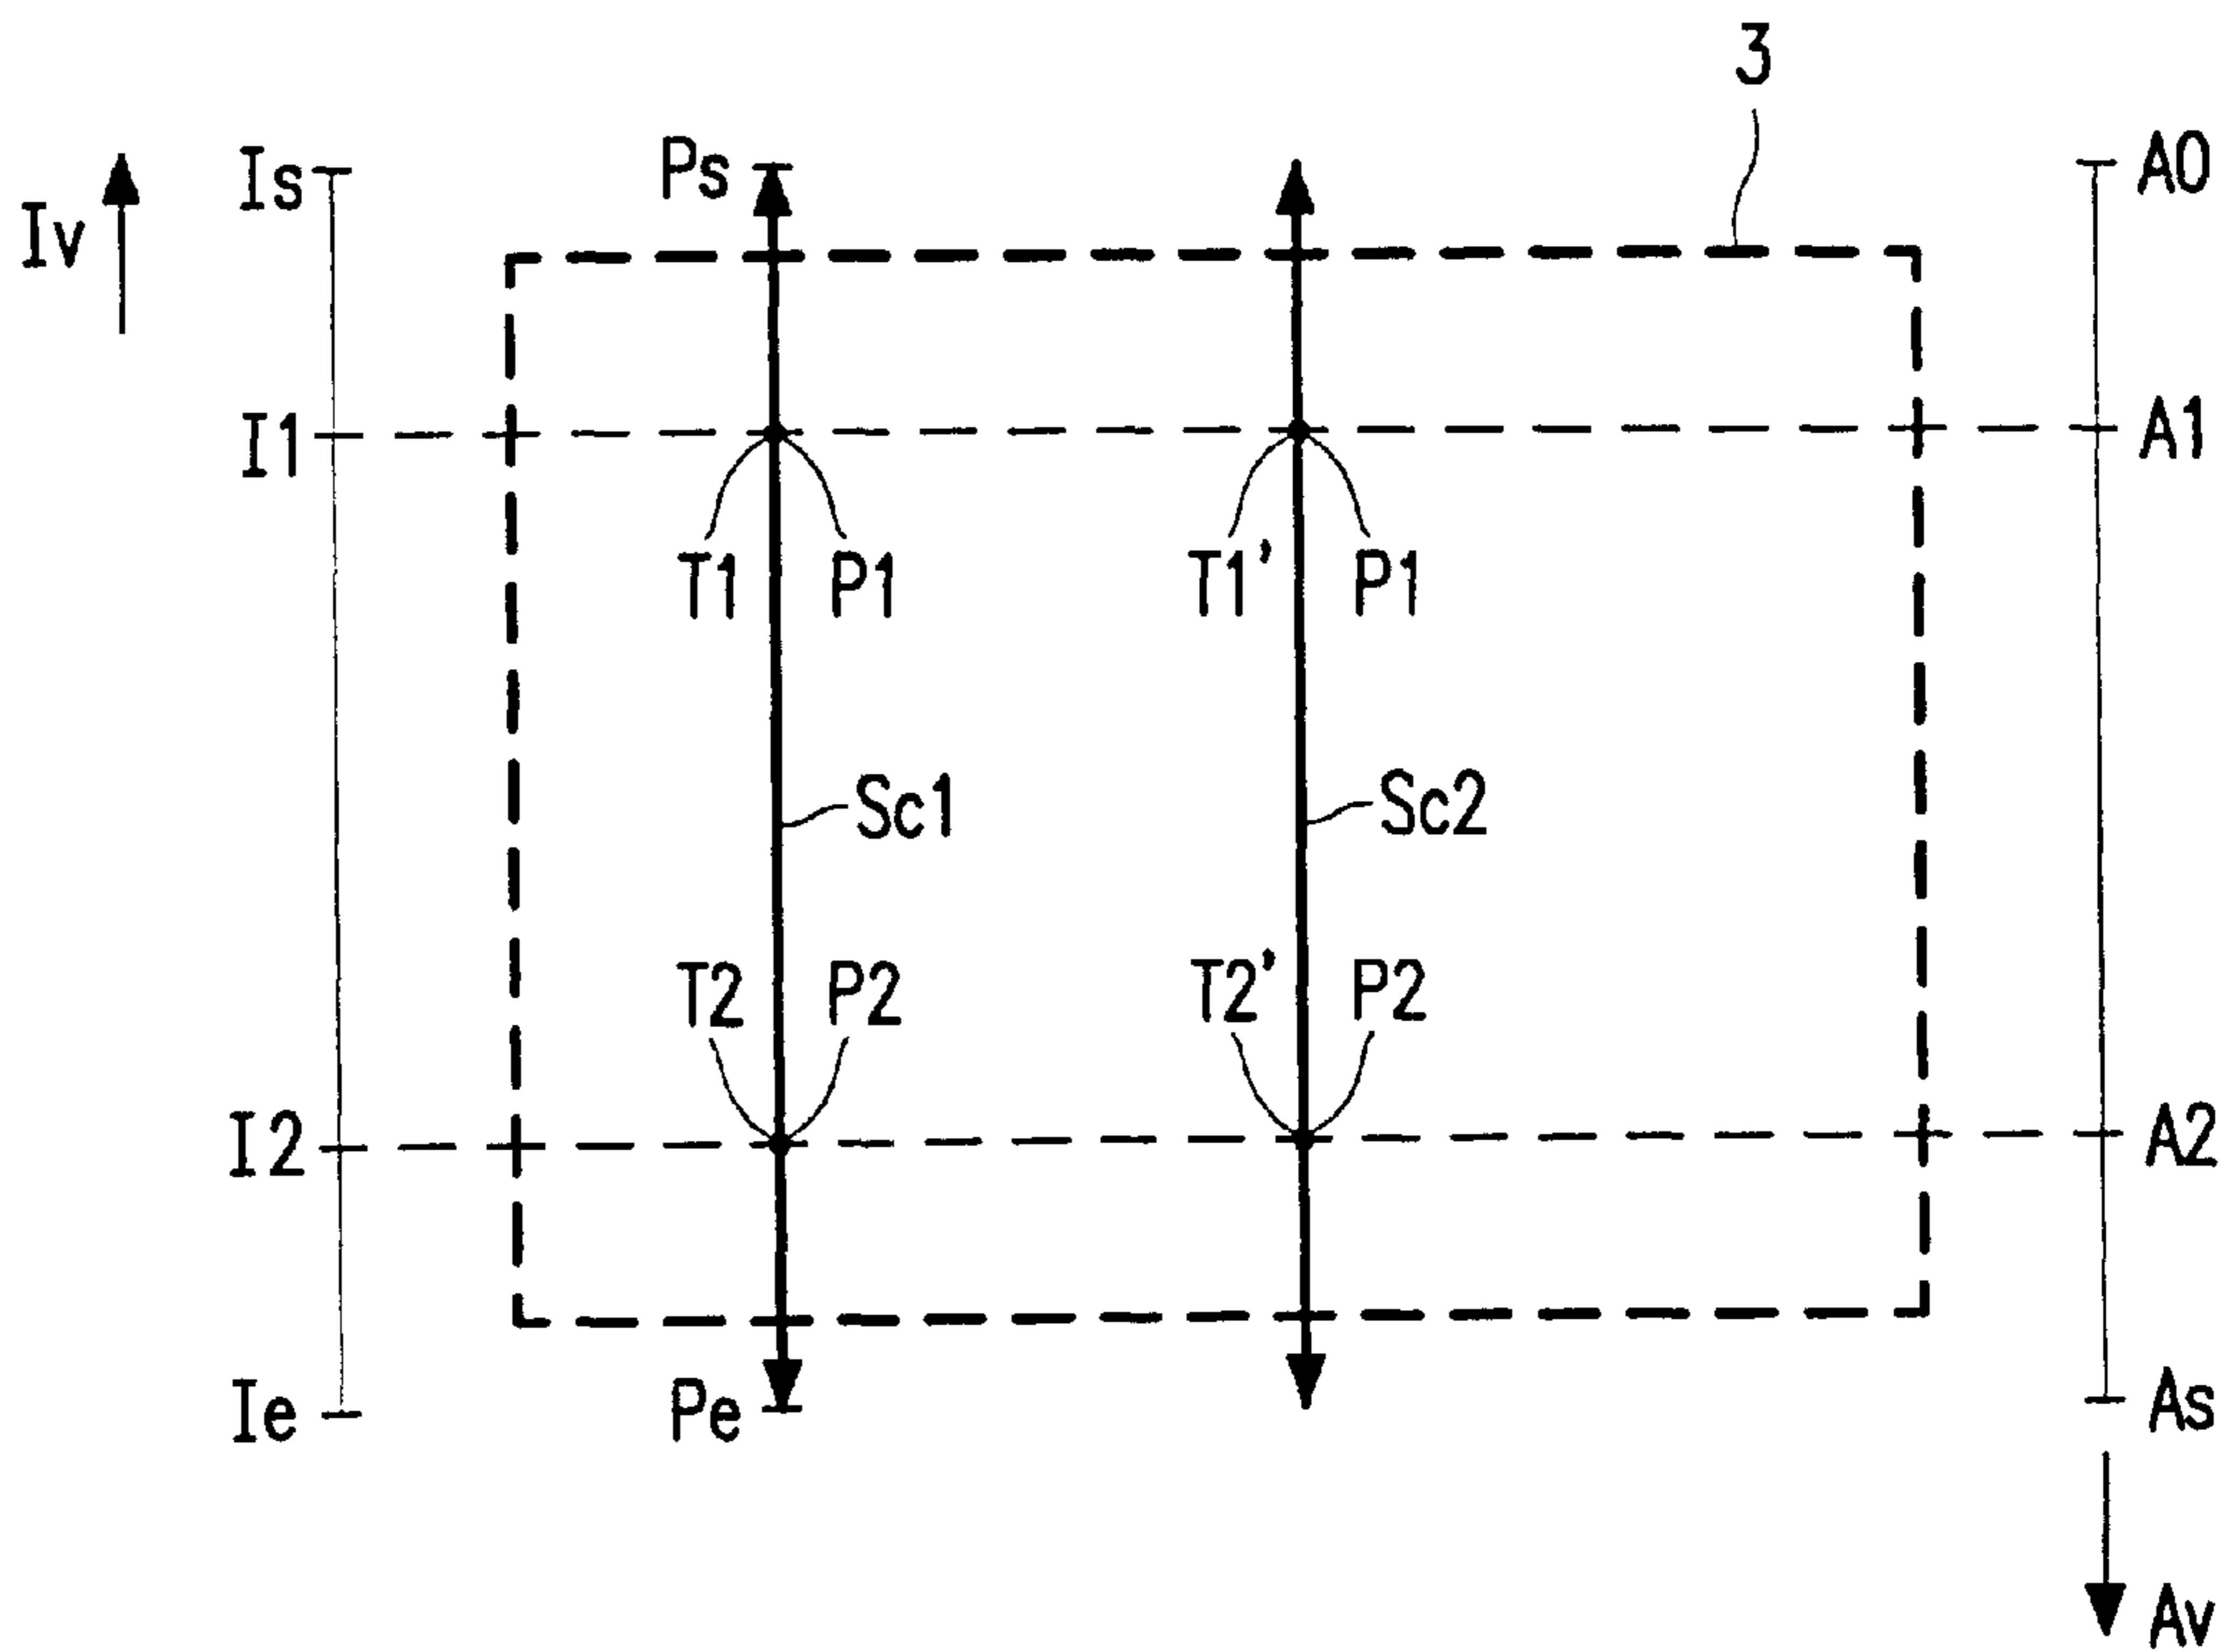 3
Is Ps A0
Iv
I1 A1
T1 P1 T1' P1
Sc1 Sc2
T2 P2 T2' P2
I2 A2
Ie Pe As
Av